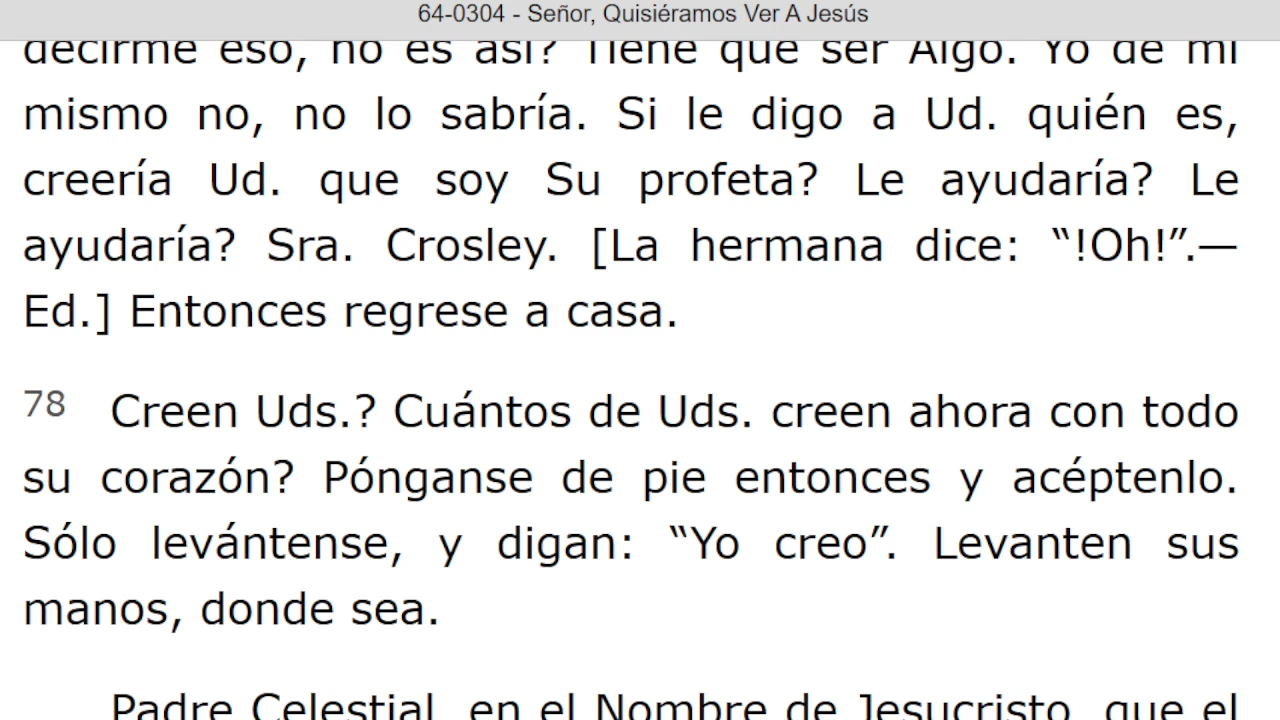 64-0304 - Señor, Quisiéramos Ver A Jesús
decirme eso, no es así? Tiene que ser Algo. Yo de mí
mismo no, no lo sabría. Si le digo a Ud. quién es,
creería Ud. que soy Su profeta? Le ayudaría? Le
ayudaría? Sra. Crosley. [La hermana dice: “!Oh!”.—
Ed.] Entonces regrese a casa.
78 Creen Uds.? Cuántos de Uds. creen ahora con todo
su corazón? Pónganse de pie entonces y acéptenlo.
Sólo levántense, y digan: “Yo creo”. Levanten sus
manos, donde sea.
Padre Celestial, en el Nombre de Jesucristo, que el